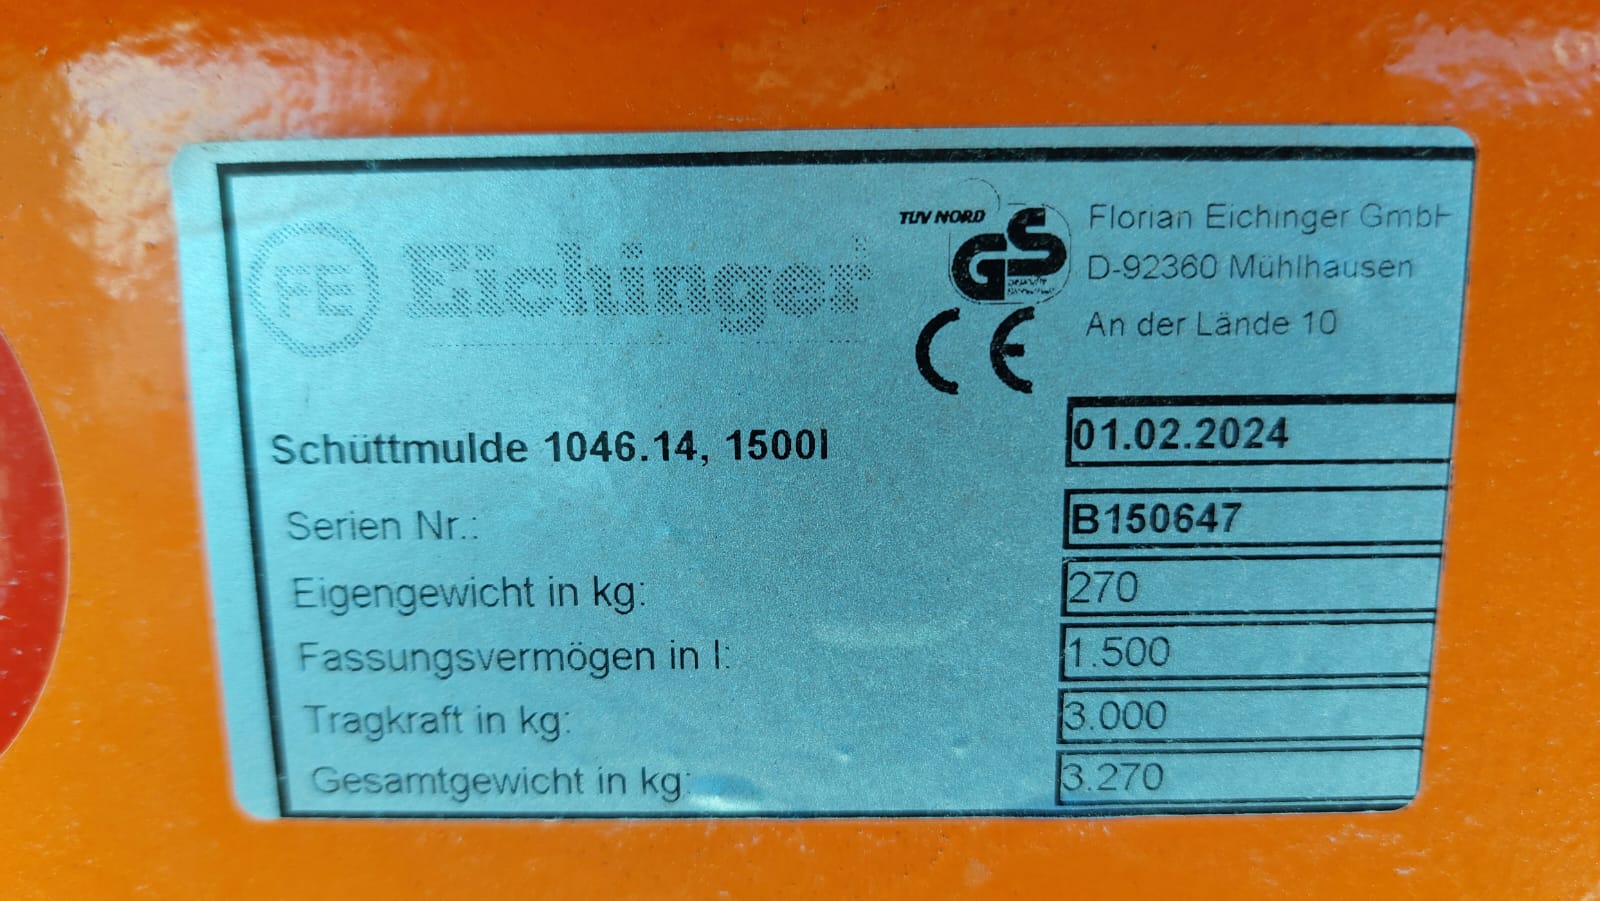 FE Eichinger
TÜV NORD
GS
CE
Florian Eichinger GmbH
D-92360 Mühlhausen
An der Lände 10
Schüttmulde 1046.14, 1500l
01.02.2024
Serien Nr.:
B150647
Eigengewicht in kg:
270
Fassungsvermögen in l:
1.500
Tragkraft in kg:
3.000
Gesamtgewicht in kg:
3.270